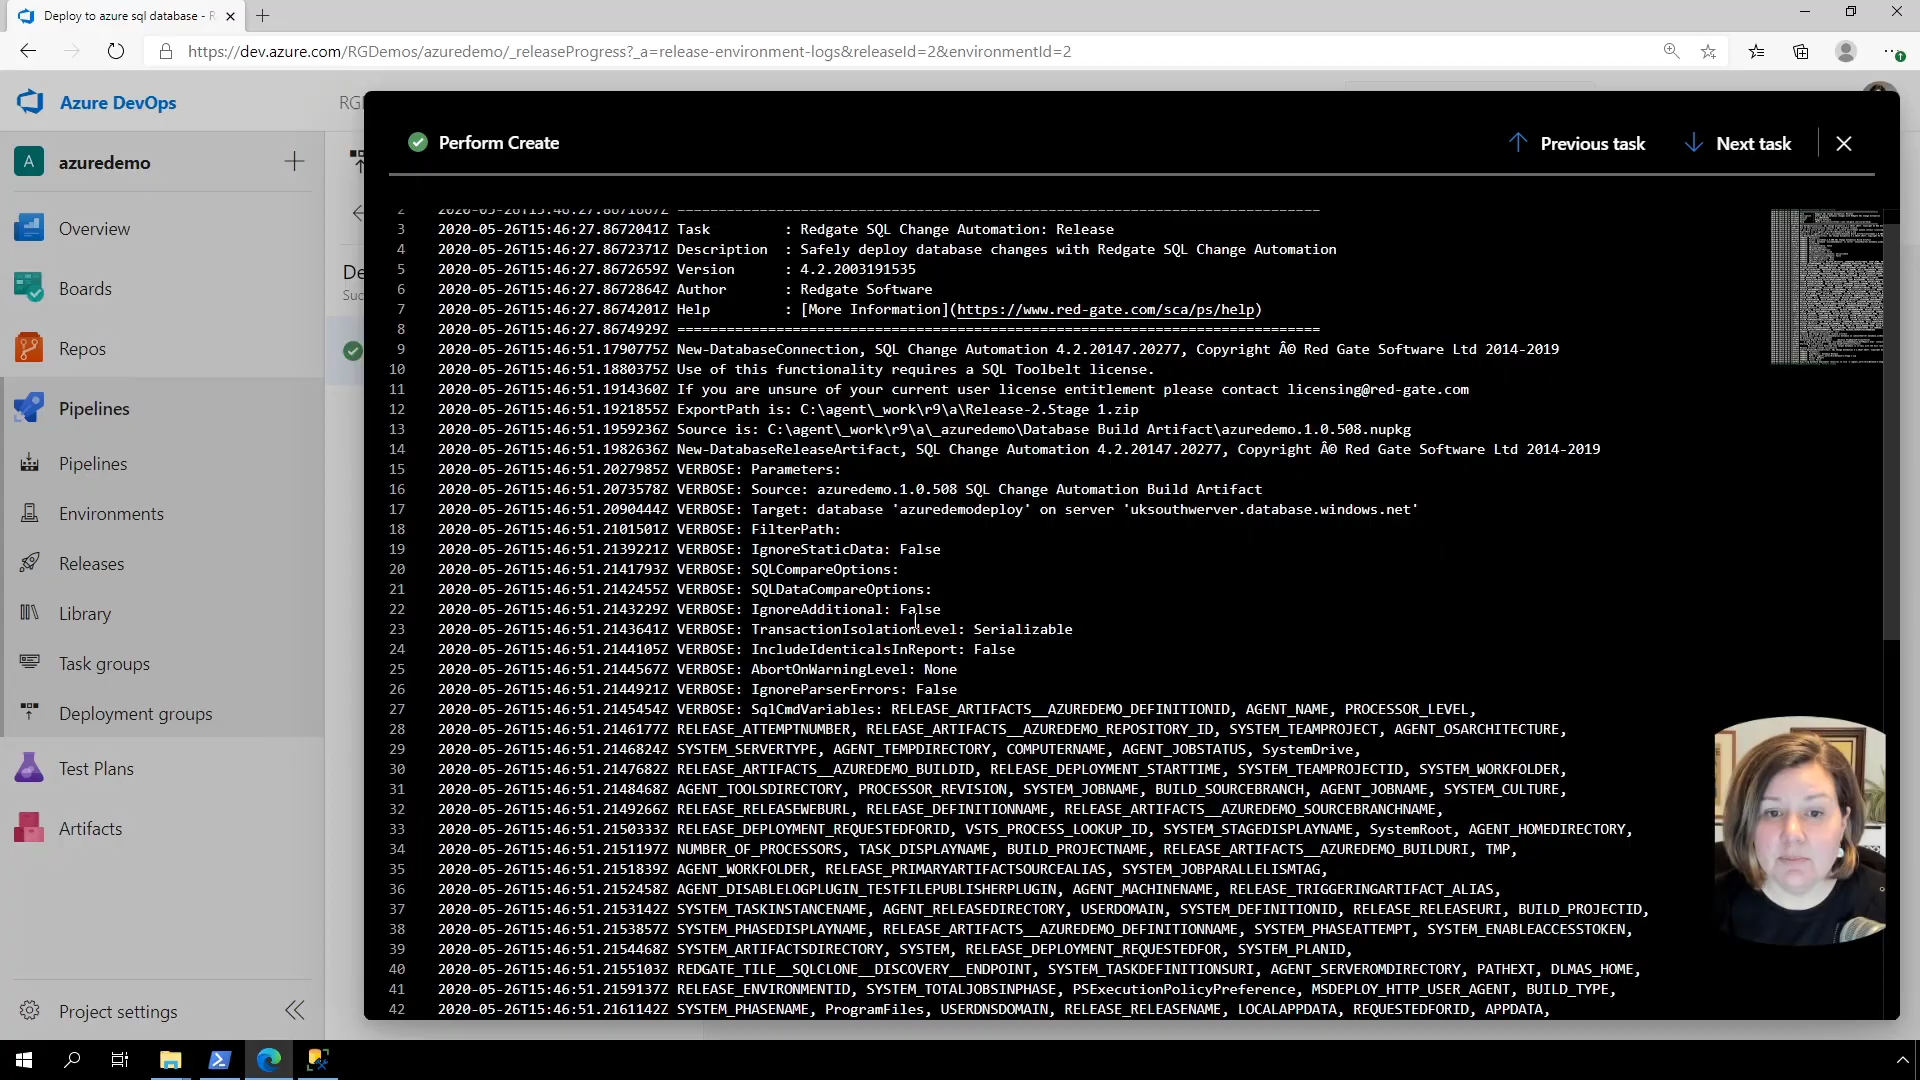 Deploy to azure sql database - R
https://dev.azure.com/RGDemos/azuredemo/_releaseProgress?_a=release-environment-logs&releaseId=2&environmentId=2
Azure DevOps
RG
A azuredemo
Overview
Boards
Repos
Pipelines
Pipelines
Environments
Releases
Library
Task groups
Deployment groups
Test Plans
Artifacts
Project settings
De
Suc
Perform Create
Previous task
Next task
2 2020-05-26T15:46:27.8671667Z ==============================================================================
3 2020-05-26T15:46:27.8672041Z Task : Redgate SQL Change Automation: Release
4 2020-05-26T15:46:27.8672371Z Description : Safely deploy database changes with Redgate SQL Change Automation
5 2020-05-26T15:46:27.8672659Z Version : 4.2.2003191535
6 2020-05-26T15:46:27.8672864Z Author : Redgate Software
7 2020-05-26T15:46:27.8674201Z Help : [More Information](https://www.red-gate.com/sca/ps/help)
8 2020-05-26T15:46:27.8674929Z ==============================================================================
9 2020-05-26T15:46:51.1790775Z New-DatabaseConnection, SQL Change Automation 4.2.20147.20277, Copyright Â© Red Gate Software Ltd 2014-2019
10 2020-05-26T15:46:51.1880375Z Use of this functionality requires a SQL Toolbelt license.
11 2020-05-26T15:46:51.1914360Z If you are unsure of your current user license entitlement please contact licensing@red-gate.com
12 2020-05-26T15:46:51.1921855Z ExportPath is: C:\agent\_work\r9\a\Release-2.Stage 1.zip
13 2020-05-26T15:46:51.1959236Z Source is: C:\agent\_work\r9\a\_azuredemo\Database Build Artifact\azuredemo.1.0.508.nupkg
14 2020-05-26T15:46:51.1982636Z New-DatabaseReleaseArtifact, SQL Change Automation 4.2.20147.20277, Copyright Â© Red Gate Software Ltd 2014-2019
15 2020-05-26T15:46:51.2027985Z VERBOSE: Parameters:
16 2020-05-26T15:46:51.2073578Z VERBOSE: Source: azuredemo.1.0.508 SQL Change Automation Build Artifact
17 2020-05-26T15:46:51.2090444Z VERBOSE: Target: database 'azuredemodeploy' on server 'uksouthwerver.database.windows.net'
18 2020-05-26T15:46:51.2101501Z VERBOSE: FilterPath:
19 2020-05-26T15:46:51.2139221Z VERBOSE: IgnoreStaticData: False
20 2020-05-26T15:46:51.2141793Z VERBOSE: SQLCompareOptions:
21 2020-05-26T15:46:51.2142455Z VERBOSE: SQLDataCompareOptions:
22 2020-05-26T15:46:51.2143229Z VERBOSE: IgnoreAdditional: False
23 2020-05-26T15:46:51.2143641Z VERBOSE: TransactionIsolationLevel: Serializable
24 2020-05-26T15:46:51.2144105Z VERBOSE: IncludeIdenticalsInReport: False
25 2020-05-26T15:46:51.2144567Z VERBOSE: AbortOnWarningLevel: None
26 2020-05-26T15:46:51.2144921Z VERBOSE: IgnoreParserErrors: False
27 2020-05-26T15:46:51.2145454Z VERBOSE: SqlCmdVariables: RELEASE_ARTIFACTS__AZUREDEMO_DEFINITIONID, AGENT_NAME, PROCESSOR_LEVEL,
28 2020-05-26T15:46:51.2146177Z RELEASE_ATTEMPTNUMBER, RELEASE_ARTIFACTS__AZUREDEMO_REPOSITORY_ID, SYSTEM_TEAMPROJECT, AGENT_OSARCHITECTURE,
29 2020-05-26T15:46:51.2146824Z SYSTEM_SERVERTYPE, AGENT_TEMPDIRECTORY, COMPUTERNAME, AGENT_JOBSTATUS, SystemDrive,
30 2020-05-26T15:46:51.2147682Z RELEASE_ARTIFACTS__AZUREDEMO_BUILDID, RELEASE_DEPLOYMENT_STARTTIME, SYSTEM_TEAMPROJECTID, SYSTEM_WORKFOLDER,
31 2020-05-26T15:46:51.2148468Z AGENT_TOOLSDIRECTORY, PROCESSOR_REVISION, SYSTEM_JOBNAME, BUILD_SOURCEBRANCH, AGENT_JOBNAME, SYSTEM_CULTURE,
32 2020-05-26T15:46:51.2149266Z RELEASE_RELEASEWEBURL, RELEASE_DEFINITIONNAME, RELEASE_ARTIFACTS__AZUREDEMO_SOURCEBRANCHNAME,
33 2020-05-26T15:46:51.2150333Z RELEASE_DEPLOYMENT_REQUESTEDFORID, VSTS_PROCESS_LOOKUP_ID, SYSTEM_STAGEDISPLAYNAME, SystemRoot, AGENT_HOMEDIRECTORY,
34 2020-05-26T15:46:51.2151197Z NUMBER_OF_PROCESSORS, TASK_DISPLAYNAME, BUILD_PROJECTNAME, RELEASE_ARTIFACTS__AZUREDEMO_BUILDURI, TMP,
35 2020-05-26T15:46:51.2151839Z AGENT_WORKFOLDER, RELEASE_PRIMARYARTIFACTSOURCEALIAS, SYSTEM_JOBPARALLELISMTAG,
36 2020-05-26T15:46:51.2152458Z AGENT_DISABLELOGPLUGIN_TESTFILEPUBLISHERPLUGIN, AGENT_MACHINENAME, RELEASE_TRIGGERINGARTIFACT_ALIAS,
37 2020-05-26T15:46:51.2153142Z SYSTEM_TASKINSTANCENAME, AGENT_RELEASEDIRECTORY, USERDOMAIN, SYSTEM_DEFINITIONID, RELEASE_RELEASEURI, BUILD_PROJECTID,
38 2020-05-26T15:46:51.2153857Z SYSTEM_PHASEDISPLAYNAME, RELEASE_ARTIFACTS__AZUREDEMO_DEFINITIONNAME, SYSTEM_PHASEATTEMPT, SYSTEM_ENABLEACCESSTOKEN,
39 2020-05-26T15:46:51.2154468Z SYSTEM_ARTIFACTSDIRECTORY, SYSTEM, RELEASE_DEPLOYMENT_REQUESTEDFOR, SYSTEM_PLANID,
40 2020-05-26T15:46:51.2155103Z REDGATE_TILE__SQLCLONE__DISCOVERY__ENDPOINT, SYSTEM_TASKDEFINITIONSURI, AGENT_SERVEROMDIRECTORY, PATHEXT, DLMAS_HOME,
41 2020-05-26T15:46:51.2159137Z RELEASE_ENVIRONMENTID, SYSTEM_TOTALJOBSINPHASE, PSExecutionPolicyPreference, MSDEPLOY_HTTP_USER_AGENT, BUILD_TYPE,
42 2020-05-26T15:46:51.2161142Z SYSTEM_PHASENAME, ProgramFiles, USERDNSDOMAIN, RELEASE_RELEASENAME, LOCALAPPDATA, REQUESTEDFORID, APPDATA,